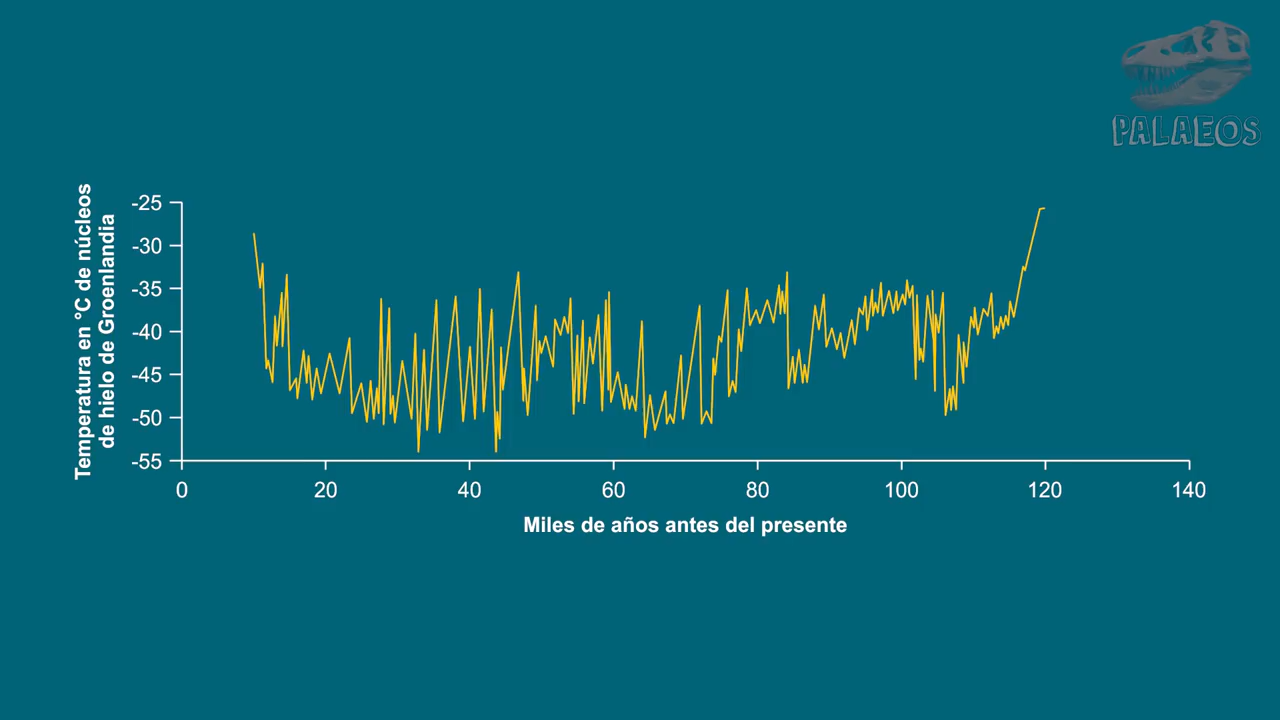 PALAEOS
Temperatura en °C de núcleos
de hielo de Groenlandia
-25
-30
-35
-40
-45
-50
-55
0 20 40 60 80 100 120 140
Miles de años antes del presente